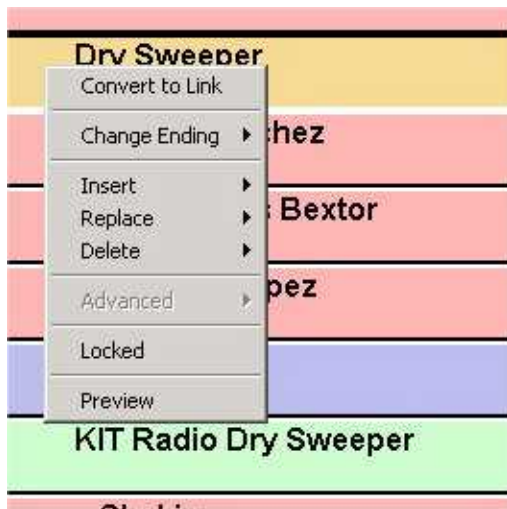 Dry Sweeper
Convert to Link
Change Ending
chez
Insert
Replace
s Bextor
Delete
Advanced
pez
Locked
Preview
KIT Radio Dry Sweeper